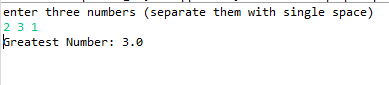 enter three numbers (separate them with single space)
2 3 1
Greatest Number: 3.0